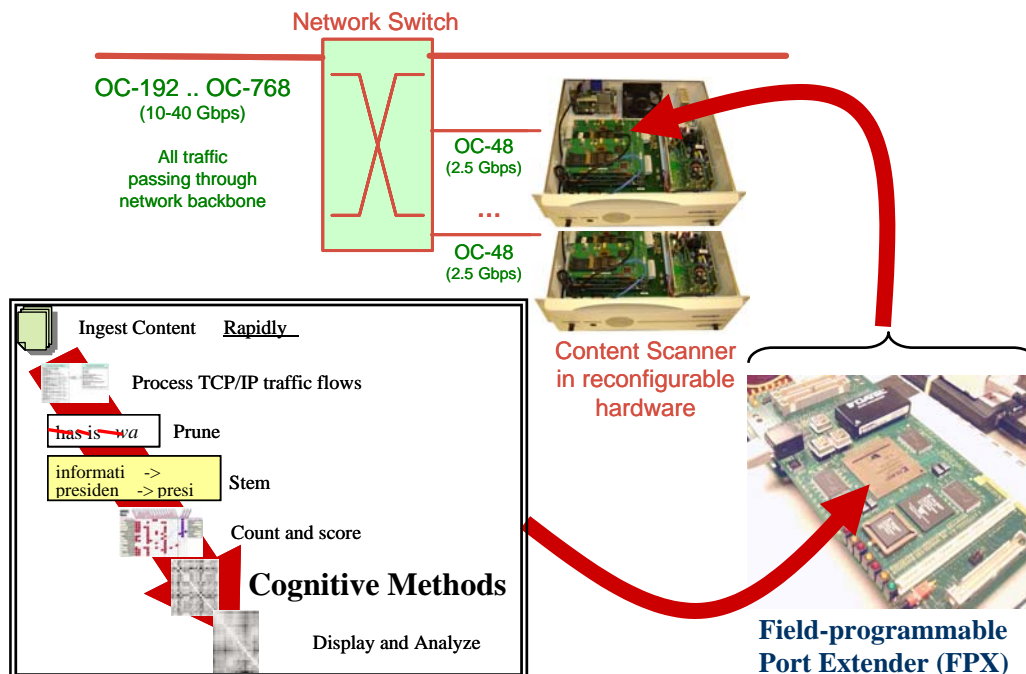 Network Switch
OC-192 .. OC-768
(10-40 Gbps)
All traffic
passing through
network backbone
OC-48
(2.5 Gbps)
...
OC-48
(2.5 Gbps)
Content Scanner
in reconfigurable
hardware
Ingest Content Rapidly
Process TCP/IP traffic flows
has is wa Prune
informati ->
presiden -> presi
Stem
Count and score
Cognitive Methods
Display and Analyze
Field-programmable
Port Extender (FPX)